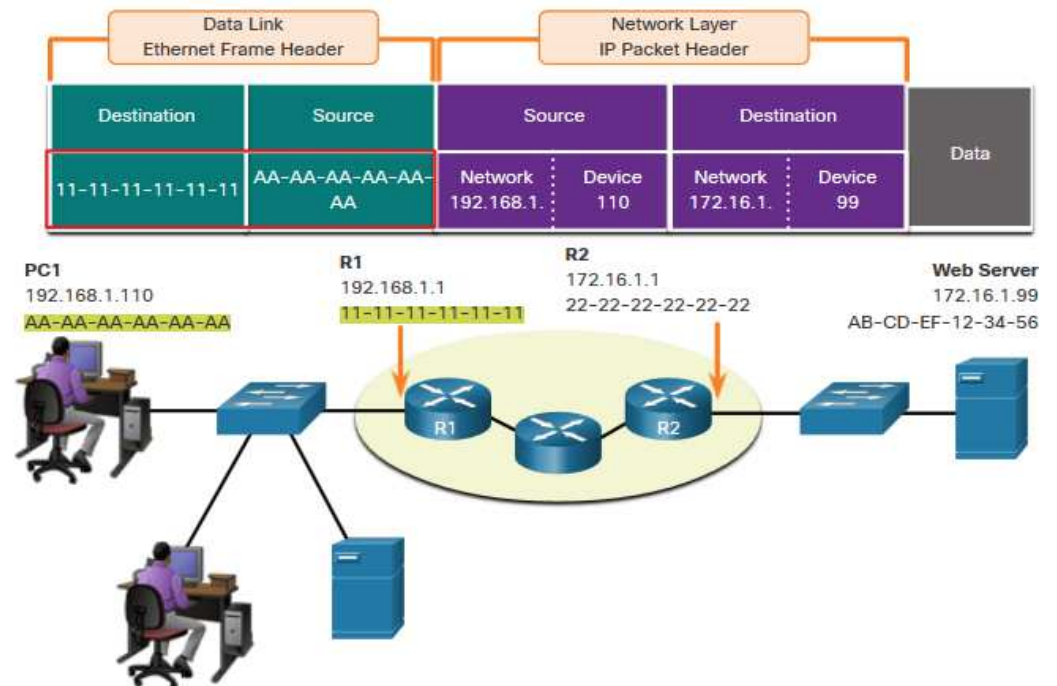 Data Link
Ethernet Frame Header
Network Layer
IP Packet Header
Destination
Source
Source
Destination
Data
11-11-11-11-11-11
AA-AA-AA-AA-AA-
AA
Network
192.168.1.
Device
110
Network
172.16.1.
Device
99
PC1
192.168.1.110
AA-AA-AA-AA-AA-AA
R1
192.168.1.1
11-11-11-11-11-11
R2
172.16.1.1
22-22-22-22-22-22
Web Server
172.16.1.99
AB-CD-EF-12-34-56
R1
R2